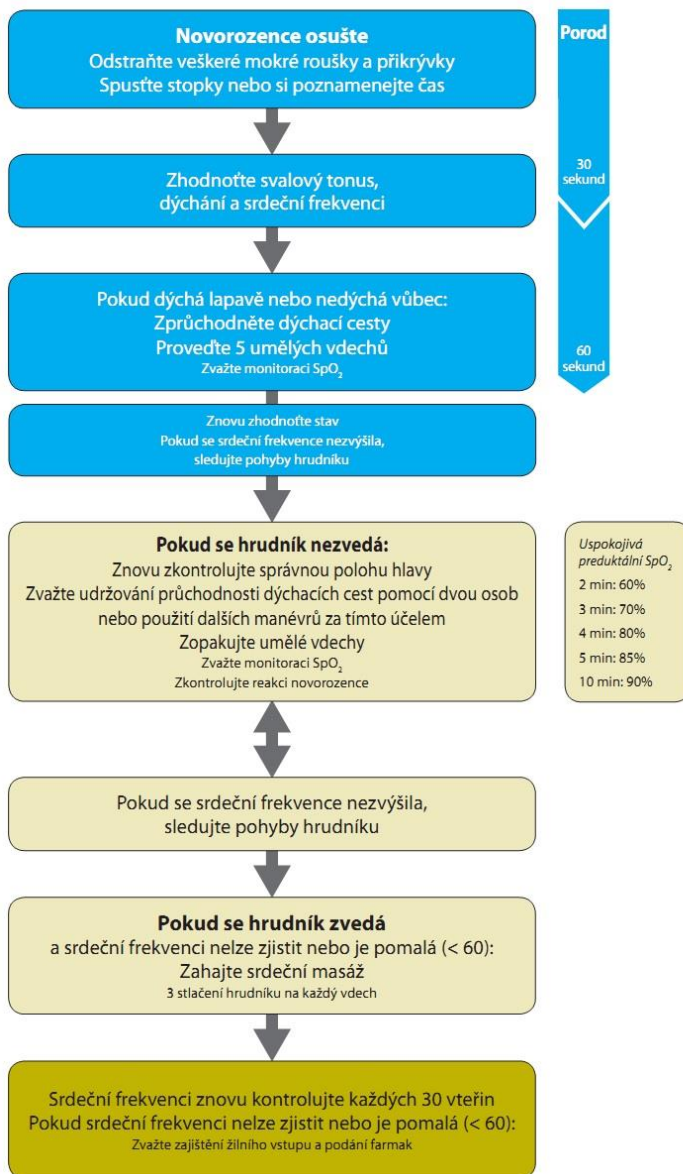 Novorozence osušte
Odstraňte veškeré mokré roušky a přikrývky
Spusťte stopky nebo si poznamenejte čas
Porod
Zhodnoťte svalový tonus,
dýchání a srdeční frekvenci
30
sekund
Pokud dýchá lapavě nebo nedýchá vůbec:
Zprůchodněte dýchací cesty
Proveďte 5 umělých vdechů
Zvažte monitoraci SpO₂
60
sekund
Znovu zhodnoťte stav
Pokud se srdeční frekvence nezvýšila,
sledujte pohyby hrudníku
Pokud se hrudník nezvedá:
Znovu zkontrolujte správnou polohu hlavy
Zvažte udržování průchodnosti dýchacích cest pomocí dvou osob
nebo použití dalších manévrů za tímto účelem
Zopakujte umělé vdechy
Zvažte monitoraci SpO₂
Zkontrolujte reakci novorozence
Uspokojivá
preduktální SpO₂
2 min: 60%
3 min: 70%
4 min: 80%
5 min: 85%
10 min: 90%
Pokud se srdeční frekvence nezvýšila,
sledujte pohyby hrudníku
Pokud se hrudník zvedá
a srdeční frekvenci nelze zjistit nebo je pomalá (< 60):
Zahajte srdeční masáž
3 stlačení hrudníku na každý vdech
Srdeční frekvenci znovu kontrolujte každých 30 vteřin
Pokud srdeční frekvenci nelze zjistit nebo je pomalá (< 60):
Zvažte zajištění žilního vstupu a podání farmak